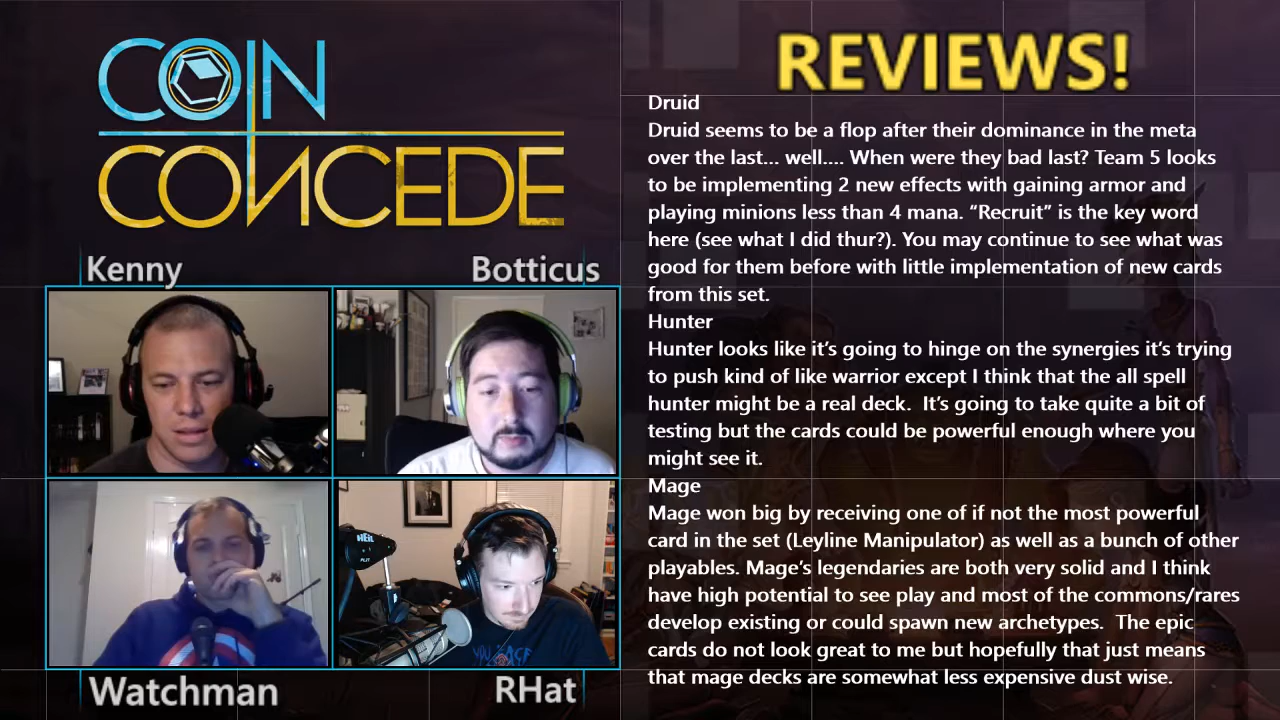 COIN
CONCEDE
REVIEWS!
Kenny
Botticus
Watchman
RHat
Druid
Druid seems to be a flop after their dominance in the meta
over the last... well.... When were they bad last? Team 5 looks
to be implementing 2 new effects with gaining armor and
playing minions less than 4 mana. “Recruit” is the key word
here (see what I did thur?). You may continue to see what was
good for them before with little implementation of new cards
from this set.
Hunter
Hunter looks like it’s going to hinge on the synergies it’s trying
to push kind of like warrior except I think that the all spell
hunter might be a real deck.  It’s going to take quite a bit of
testing but the cards could be powerful enough where you
might see it.
Mage
Mage won big by receiving one of if not the most powerful
card in the set (Leyline Manipulator) as well as a bunch of other
playables. Mage’s legendaries are both very solid and I think
have high potential to see play and most of the commons/rares
develop existing or could spawn new archetypes.  The epic
cards do not look great to me but hopefully that just means
that mage decks are somewhat less expensive dust wise.